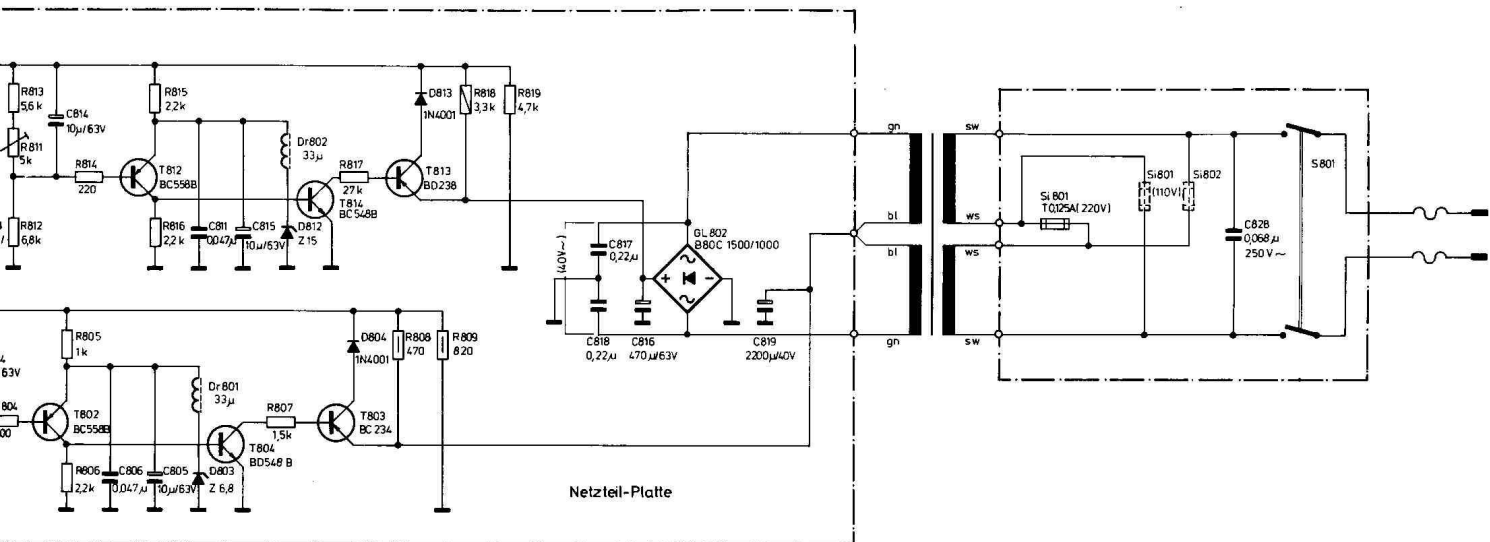 R813
5,6k
C814
10μ/63V
R815
2,2k
R811
5k
R814
220
T812
BC558B
Dr802
33μ
R817
27k
T814
BC548B
D813
1N4001
R818
3,3k
R819
4,7k
T813
BD238
R812
6,8k
R816
2,2k
C811
0,047μ
C815
10μ/63V
D812
Z 15
(40V~)
C817
0,22μ
GL 802
B80C 1500/1000
+
−
C818
0,22μ
C816
470μ/63V
C819
2200μ/40V
gn
bl
bl
gn
sw
ws
ws
sw
Si 801
T0,125A(220V)
Si801
(110V)
Si802
C828
0,068μ
250V~
S801
R805
1k
4
63V
804
00
T802
BC558B
Dr801
33μ
R807
1,5k
T804
BD548 B
D804
1N4001
R808
470
R809
820
T803
BC 234
R806
2,2k
C806
0,047μ
C805
10μ/63V
D803
Z 6,8
Netzteil-Platte